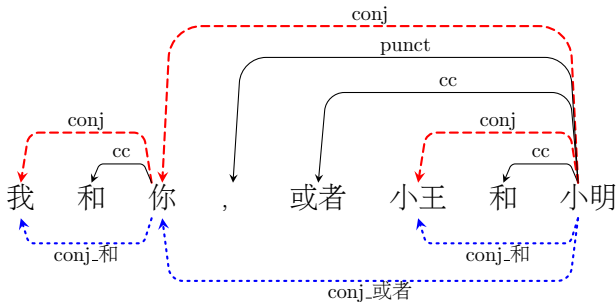 conj
punct
cc
conj
conj
cc
cc
我 和 你 , 或者 小王 和 小明
conj_和
conj_和
conj_或者